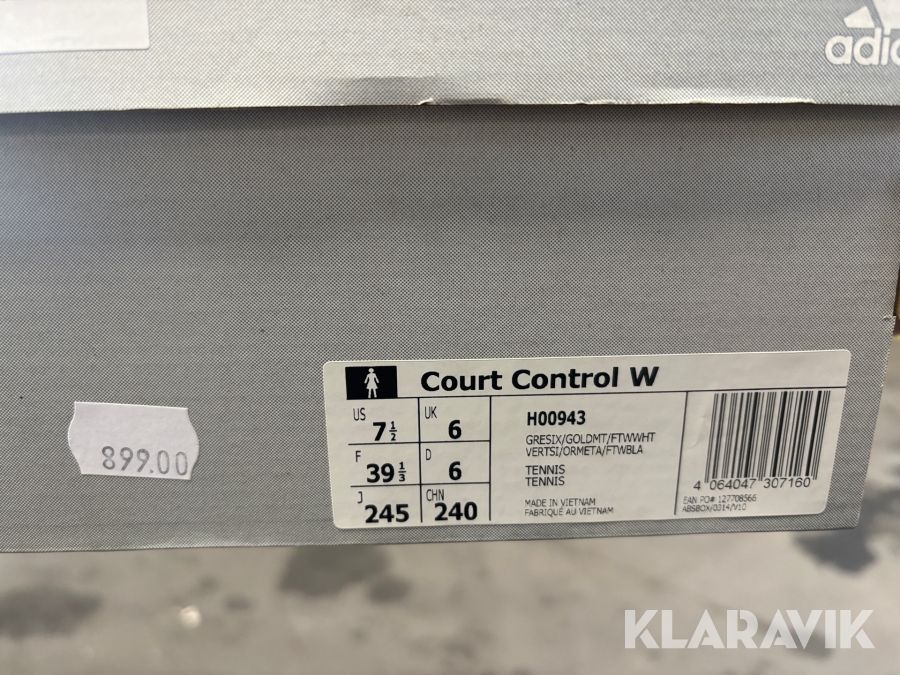 adidas
Court Control W
US 7½ UK 6
F 39⅓ D 6
J 245 CHN 240
H00943
GRESIX/GOLDMT/FTWWHT
VERTSI/ORMETA/FTWBLA
TENNIS
TENNIS
MADE IN VIETNAM
FABRIQUÉ AU VIETNAM
4 064047 307160
EAN PO# 127708566
ABSBOX/0314/V10
899.00
KLARAVIK